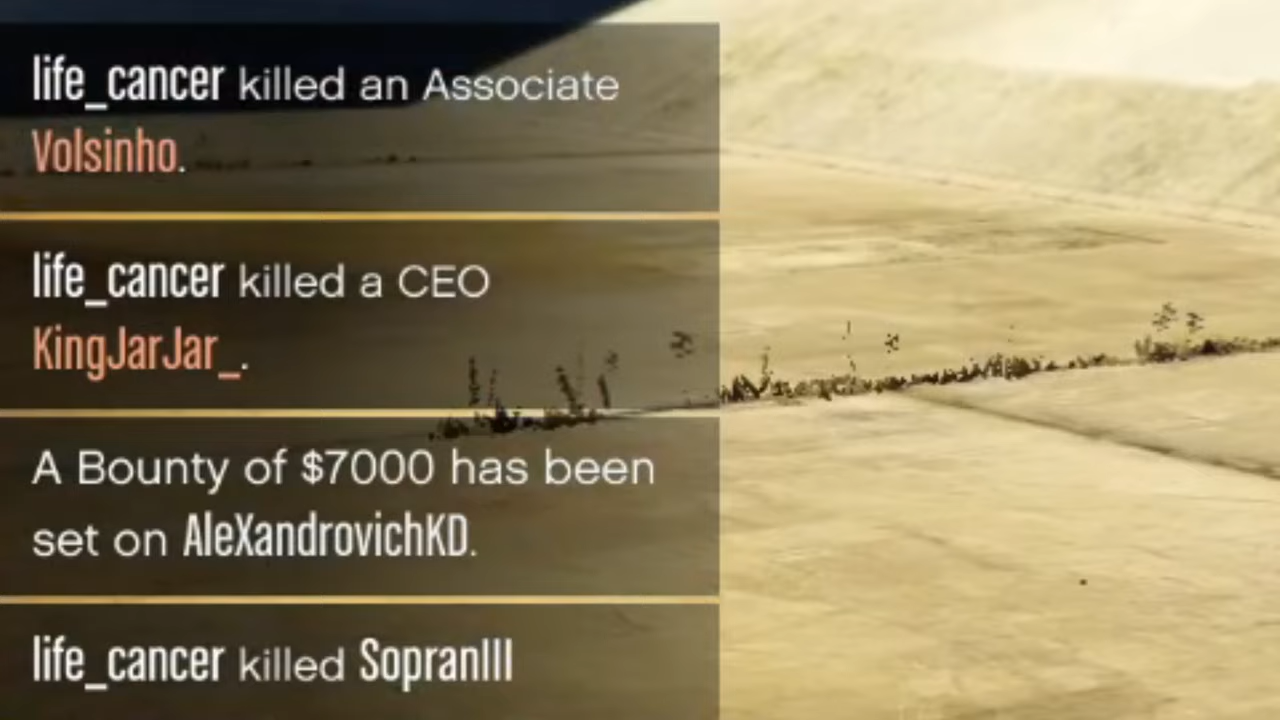 life_cancer killed an Associate
Volsinho.
life_cancer killed a CEO
KingJarJar_.
A Bounty of $7000 has been
set on AleXandrovichKD.
life_cancer killed SopranIII